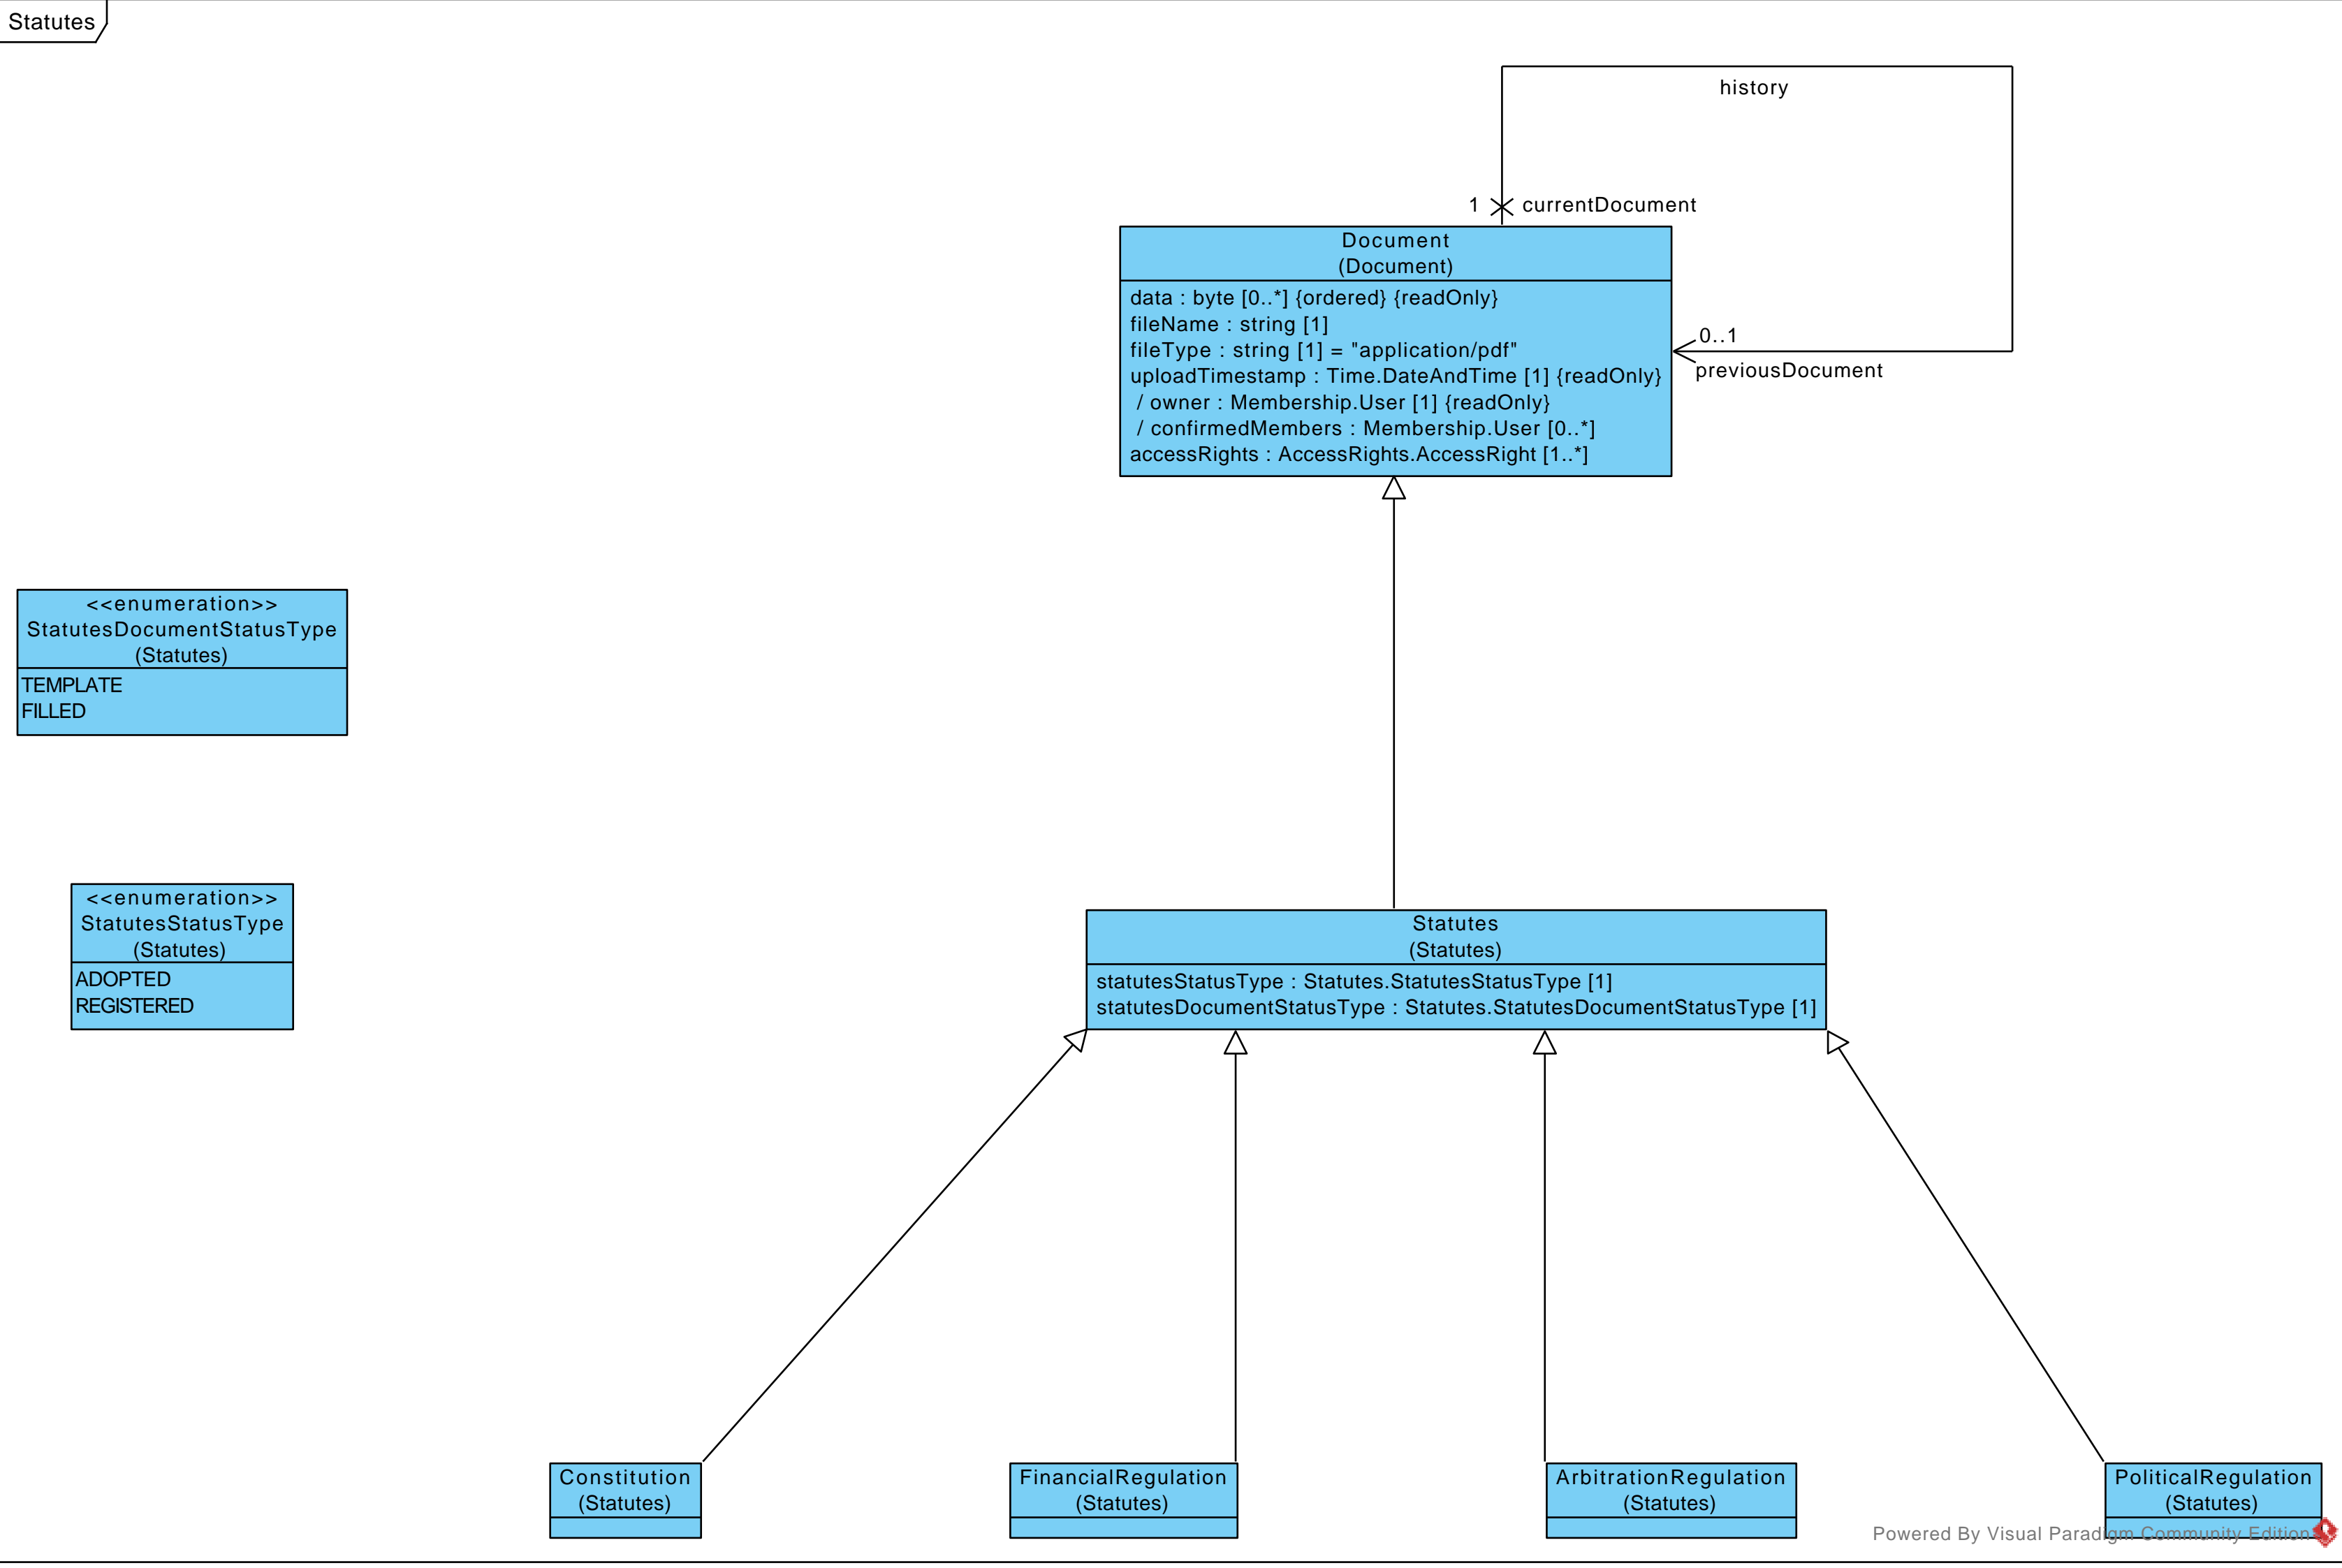 Statutes
history
1
currentDocument
Document
(Document)
data : byte [0..*] {ordered} {readOnly}
fileName : string [1]
fileType : string [1] = "application/pdf"
uploadTimestamp : Time.DateAndTime [1] {readOnly}
/ owner : Membership.User [1] {readOnly}
/ confirmedMembers : Membership.User [0..*]
accessRights : AccessRights.AccessRight [1..*]
0..1
previousDocument
<<enumeration>>
StatutesDocumentStatusType
(Statutes)
TEMPLATE
FILLED
<<enumeration>>
StatutesStatusType
(Statutes)
ADOPTED
REGISTERED
Statutes
(Statutes)
statutesStatusType : Statutes.StatutesStatusType [1]
statutesDocumentStatusType : Statutes.StatutesDocumentStatusType [1]
Constitution
(Statutes)
FinancialRegulation
(Statutes)
ArbitrationRegulation
(Statutes)
PoliticalRegulation
(Statutes)
Powered By Visual Paradigm Community Edition